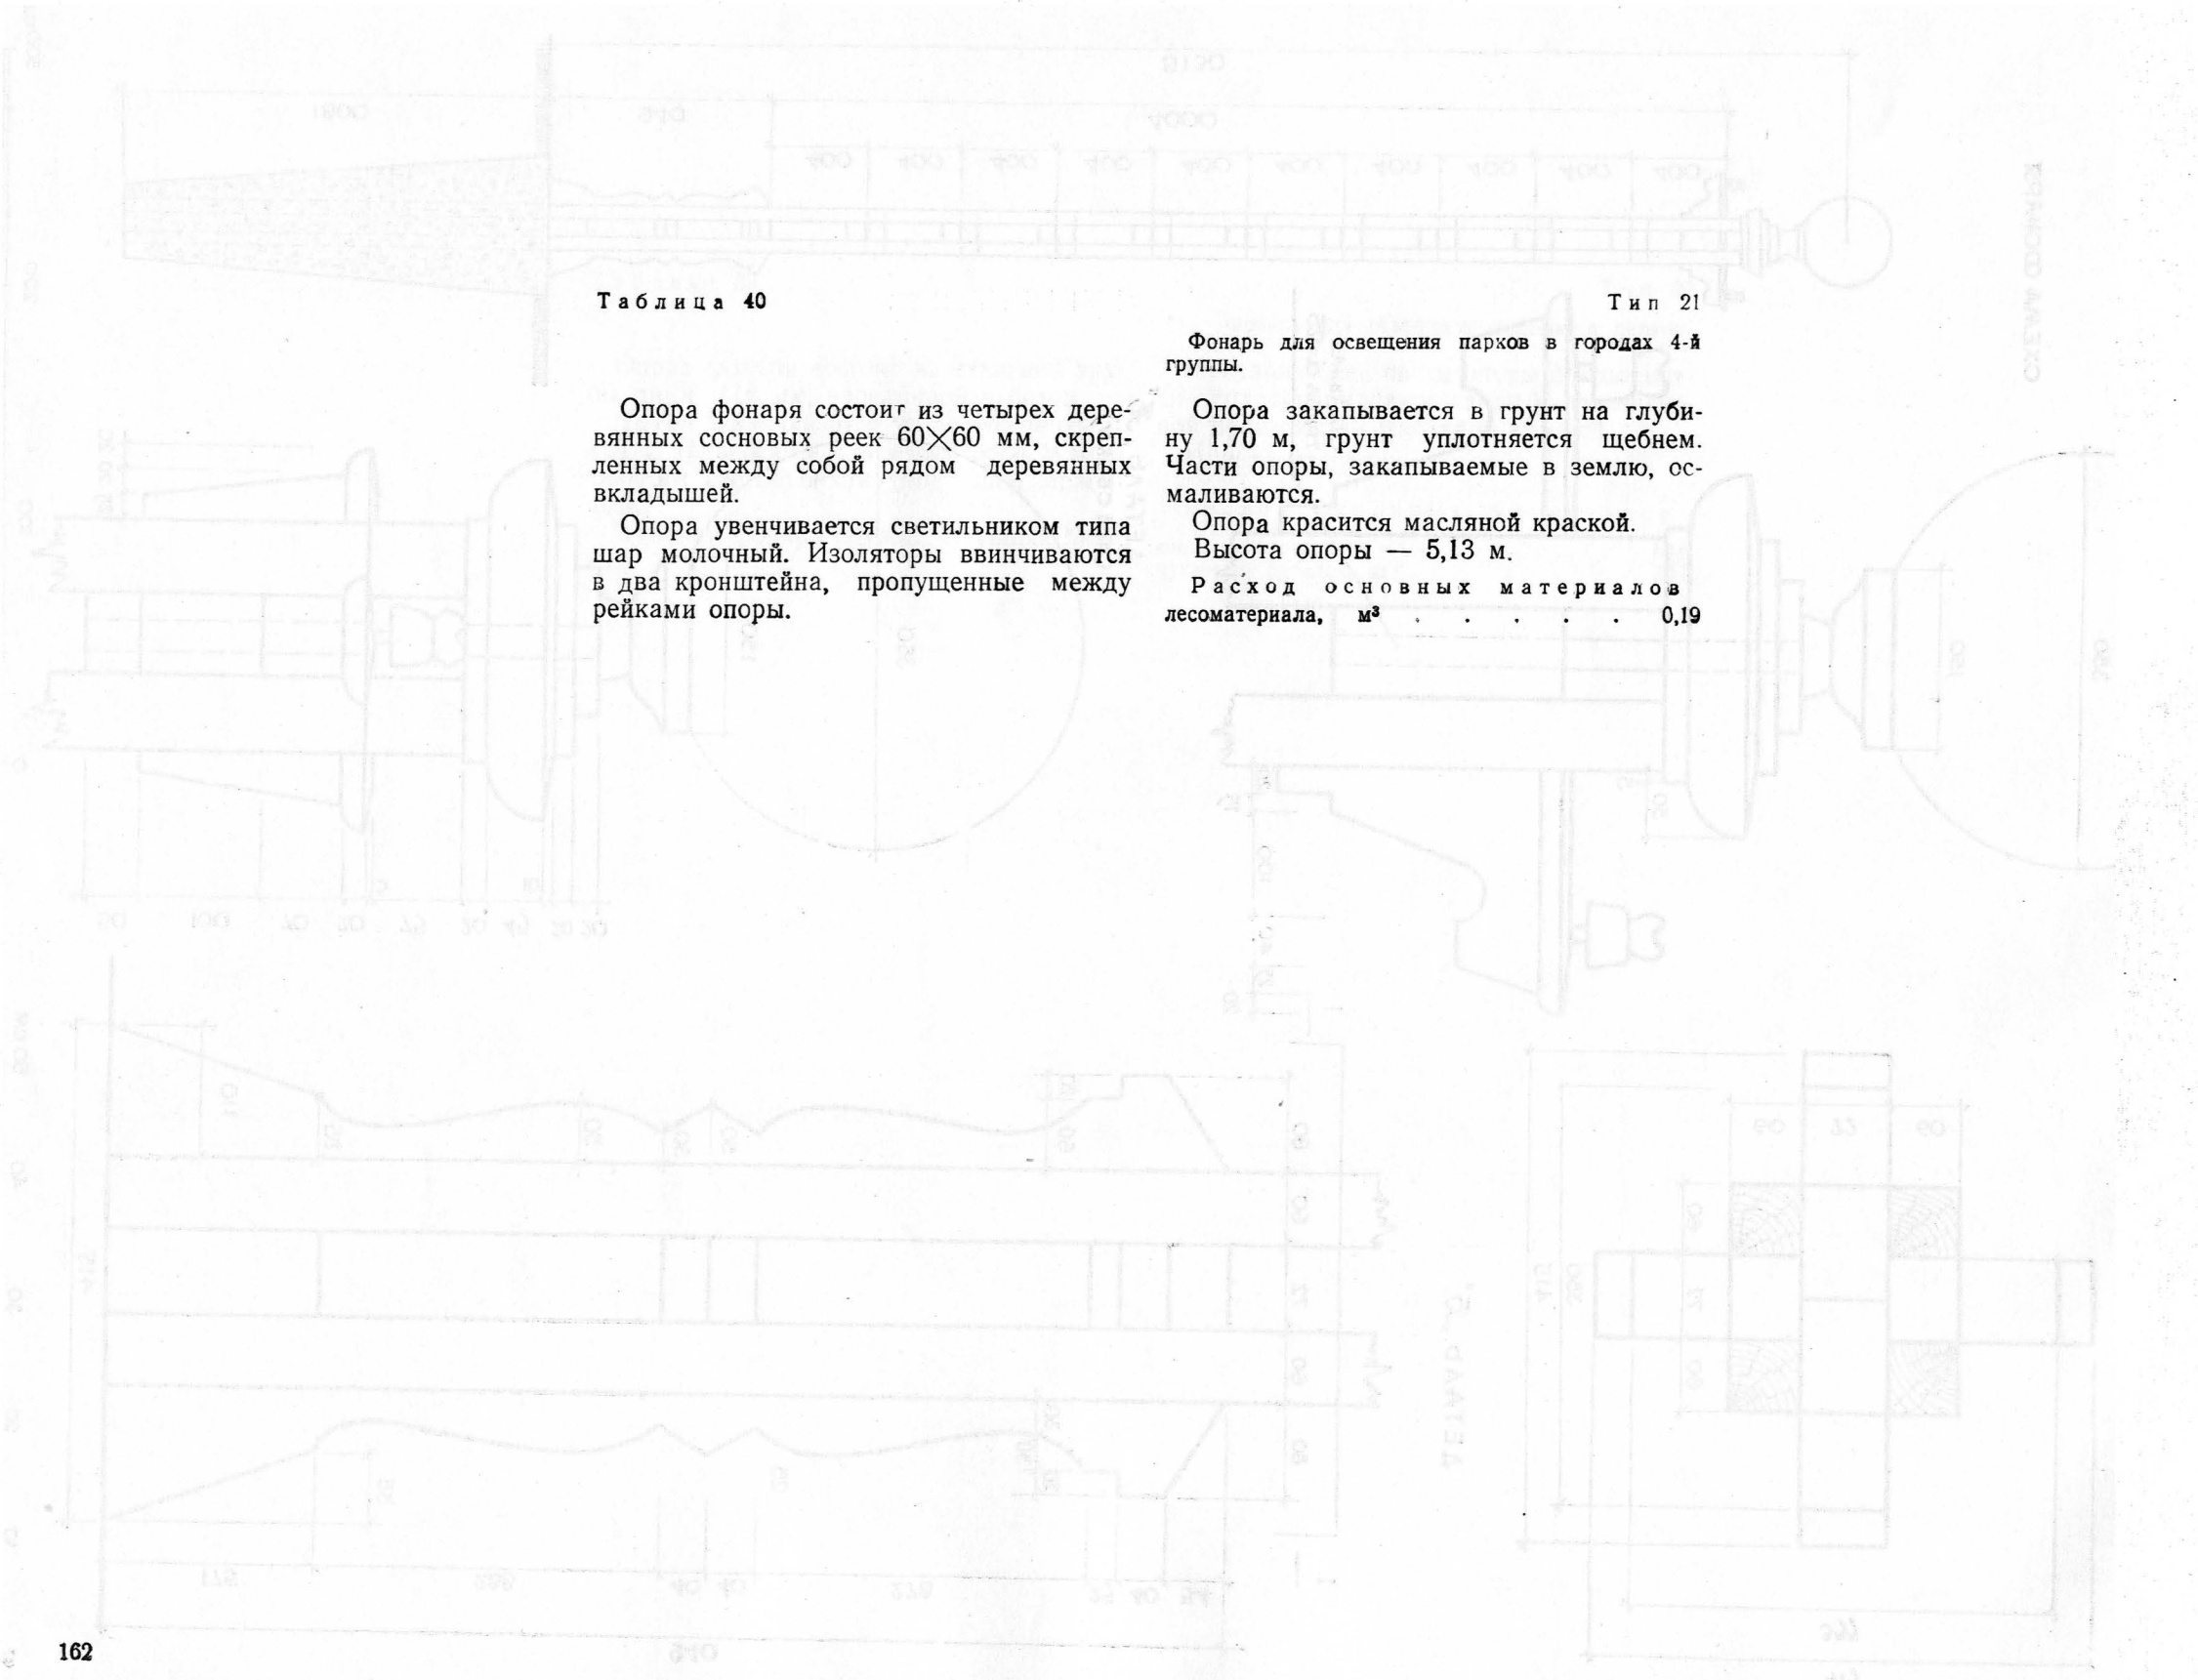 Таблица 40
Тип 21
Фонарь для освещения парков в городах 4-й
группы.
Опора фонаря состоит из четырех дере-
вянных сосновых реек 60×60 мм, скреп-
ленных между собой рядом деревянных
вкладышей.
Опора увенчивается светильником типа
шар молочный. Изоляторы ввинчиваются
в два кронштейна, пропущенные между
рейками опоры.
Опора закапывается в грунт на глуби-
ну 1,70 м, грунт уплотняется щебнем.
Части опоры, закапываемые в землю, ос-
маливаются.
Опора красится масляной краской.
Высота опоры — 5,13 м.
Расход основных материалов
лесоматериала, м³ . . . . . 0,19
162